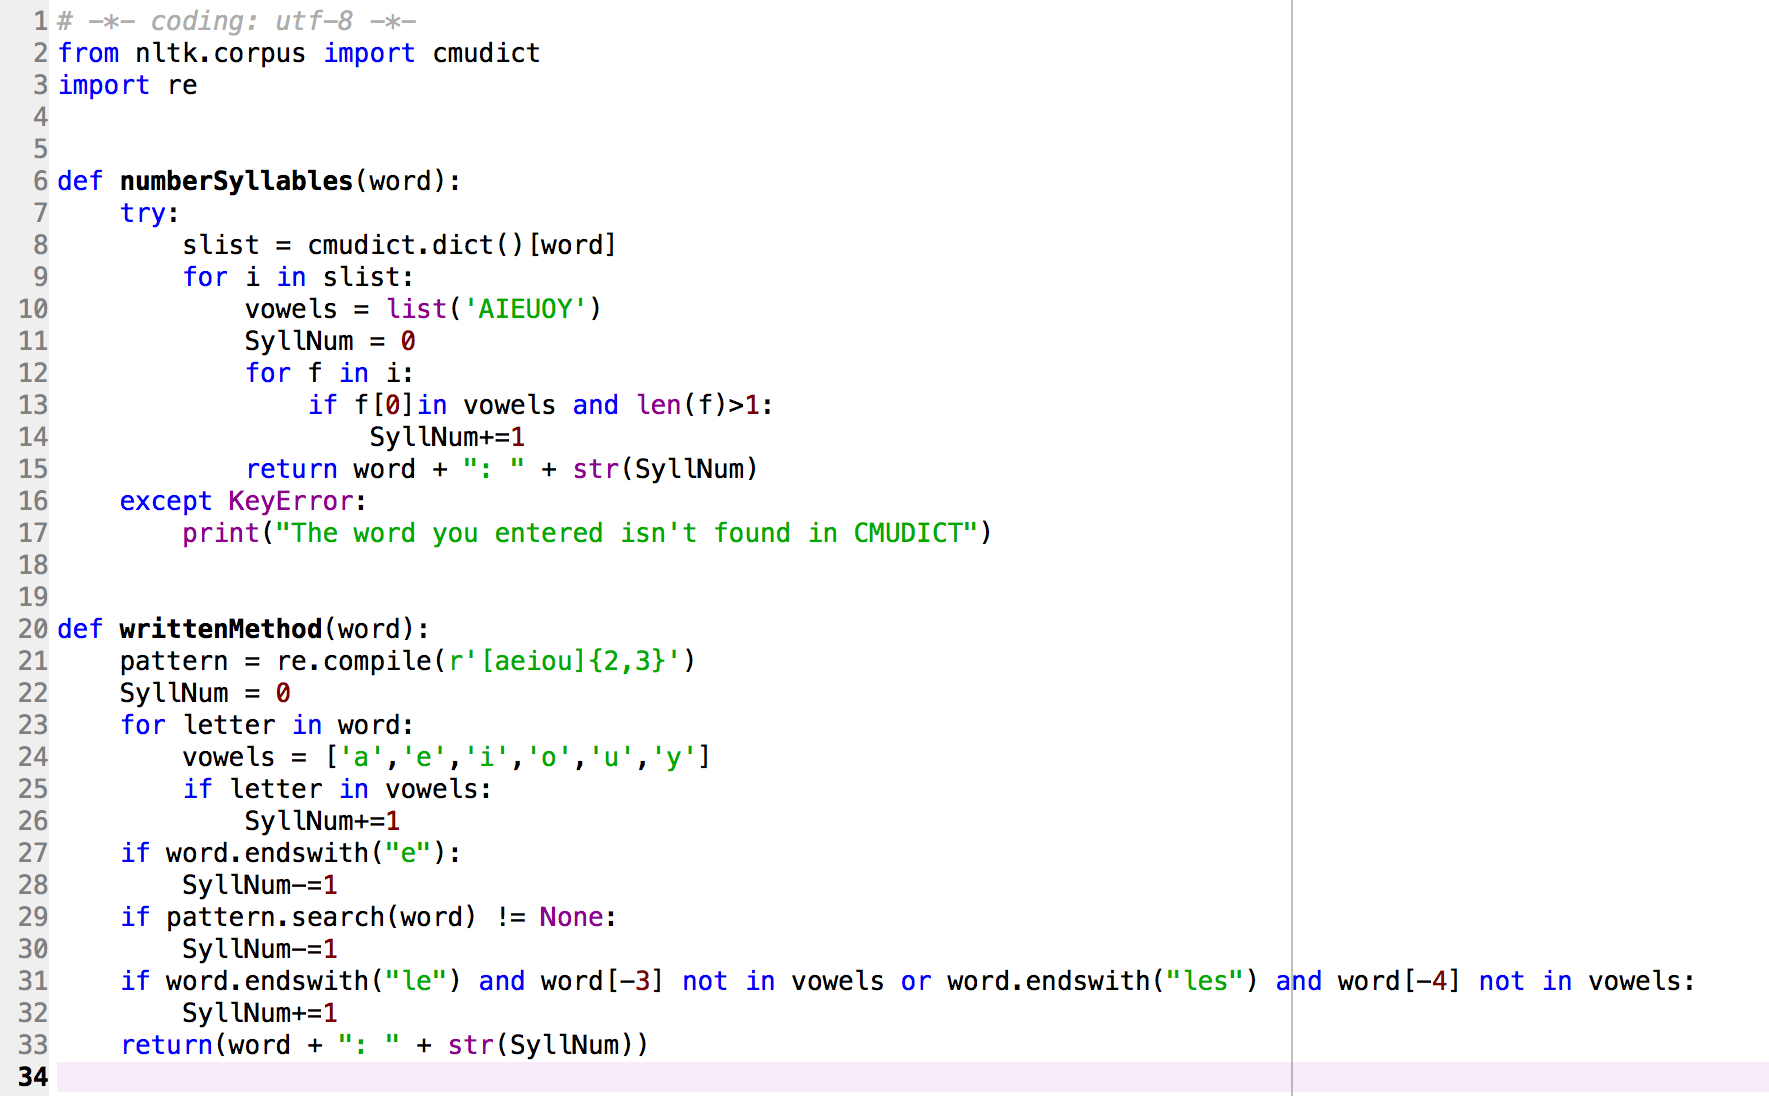 1 # -*- coding: utf-8 -*-
2 from nltk.corpus import cmudict
3 import re
4
5
6 def numberSyllables(word):
7     try:
8         slist = cmudict.dict()[word]
9         for i in slist:
10             vowels = list('AIEUOY')
11             SyllNum = 0
12             for f in i:
13                 if f[0]in vowels and len(f)>1:
14                     SyllNum+=1
15             return word + ": " + str(SyllNum)
16     except KeyError:
17         print("The word you entered isn't found in CMUDICT")
18
19
20 def writtenMethod(word):
21     pattern = re.compile(r'[aeiou]{2,3}')
22     SyllNum = 0
23     for letter in word:
24         vowels = ['a','e','i','o','u','y']
25         if letter in vowels:
26             SyllNum+=1
27     if word.endswith("e"):
28         SyllNum-=1
29     if pattern.search(word) != None:
30         SyllNum-=1
31     if word.endswith("le") and word[-3] not in vowels or word.endswith("les") and word[-4] not in vowels:
32         SyllNum+=1
33     return(word + ": " + str(SyllNum))
34